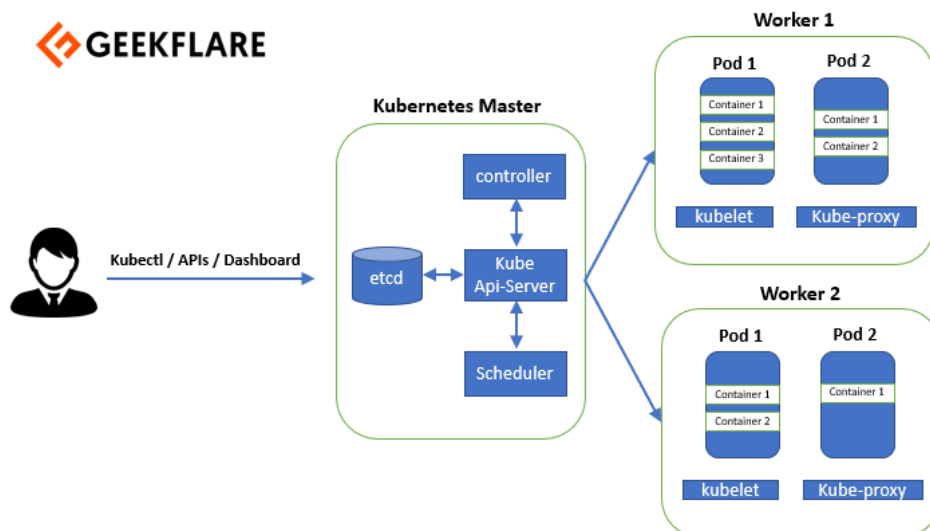 GEEKFLARE
Kubectl / APIs / Dashboard
Kubernetes Master
controller
etcd
Kube
Api-Server
Scheduler
Worker 1
Pod 1
Container 1
Container 2
Container 3
Pod 2
Container 1
Container 2
kubelet
Kube-proxy
Worker 2
Pod 1
Container 1
Container 2
Pod 2
Container 1
kubelet
Kube-proxy